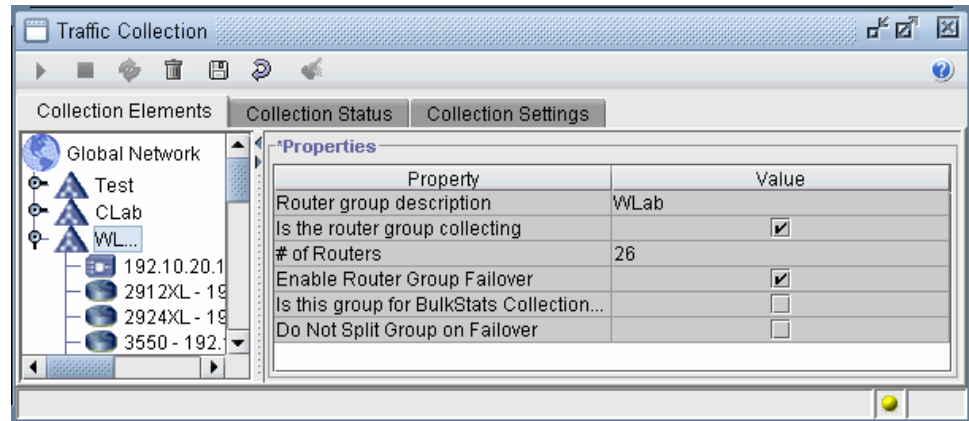 Traffic Collection
Collection Elements
Collection Status
Collection Settings
Global Network
Test
CLab
WL...
192.10.20.1
2912XL - 19
2924XL - 19
3550 - 192.
*Properties
Property Value
Router group description WLab
Is the router group collecting
# of Routers 26
Enable Router Group Failover
Is this group for BulkStats Collection...
Do Not Split Group on Failover